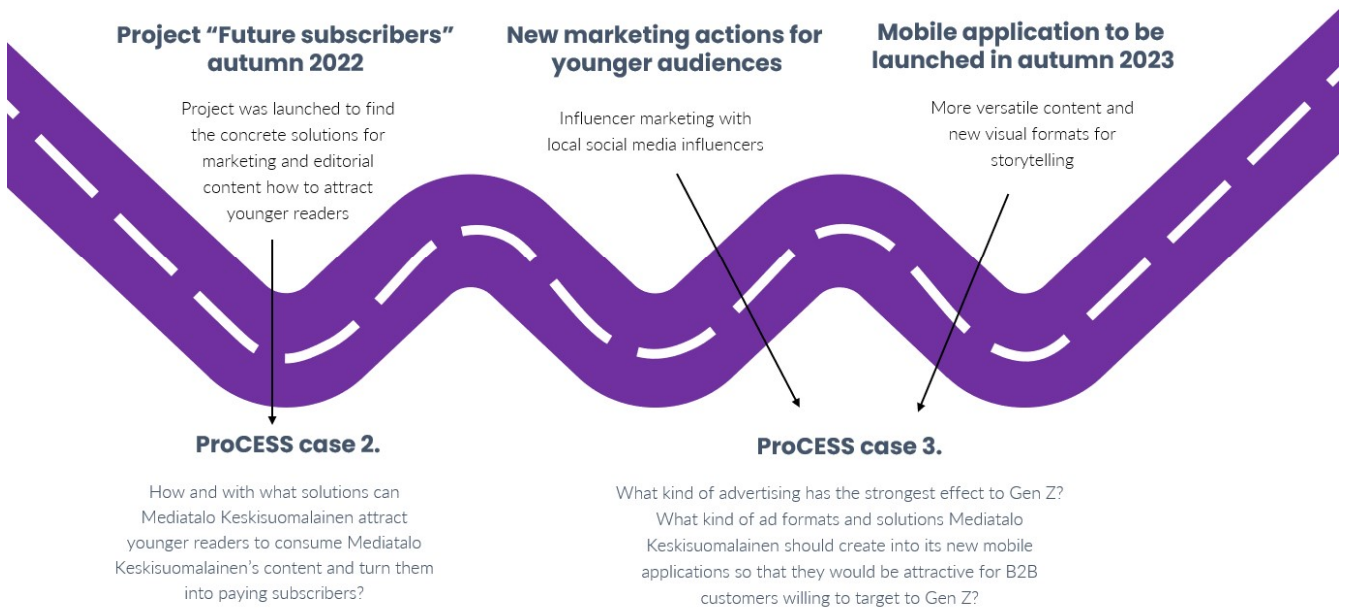 Project “Future subscribers”
autumn 2022
Project was launched to find
the concrete solutions for
marketing and editorial
content how to attract
younger readers
New marketing actions for
younger audiences
Influencer marketing with
local social media influencers
Mobile application to be
launched in autumn 2023
More versatile content and
new visual formats for
storytelling
ProCESS case 2.
How and with what solutions can
Mediatalo Keskisuomalainen attract
younger readers to consume Mediatalo
Keskisuomalainen’s content and turn them
into paying subscribers?
ProCESS case 3.
What kind of advertising has the strongest effect to Gen Z?
What kind of ad formats and solutions Mediatalo
Keskisuomalainen should create into its new mobile
applications so that they would be attractive for B2B
customers willing to target to Gen Z?